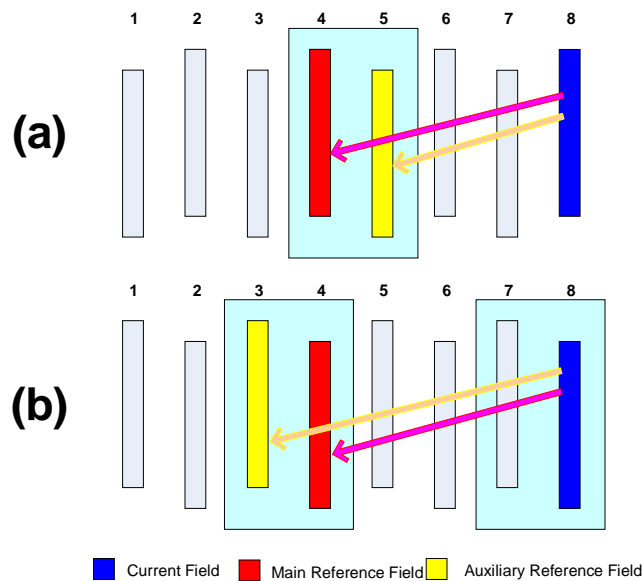 1 2 3 4 5 6 7 8
(a)
1 2 3 4 5 6 7 8
(b)
Current Field Main Reference Field Auxiliary Reference Field